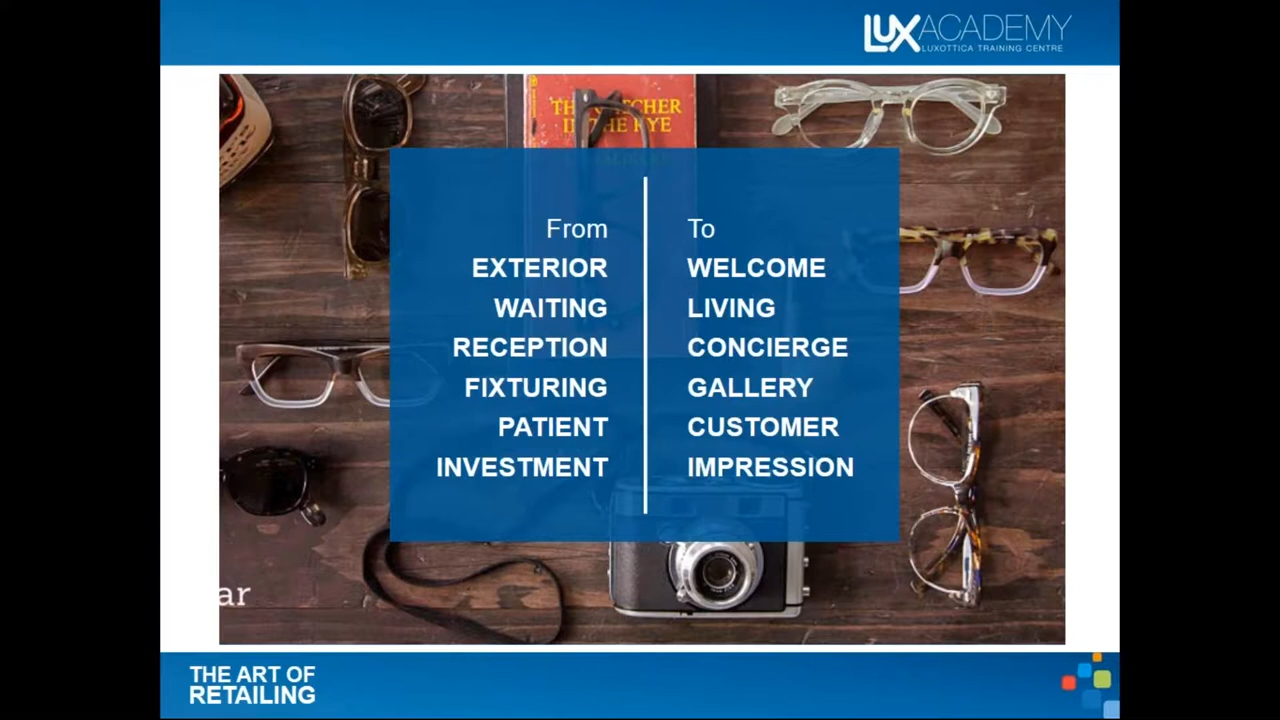 LUXACADEMY
LUXOTTICA TRAINING CENTRE
THE CATCHER
IN THE RYE
From To
EXTERIOR WELCOME
WAITING LIVING
RECEPTION CONCIERGE
FIXTURING GALLERY
PATIENT CUSTOMER
INVESTMENT IMPRESSION
ar
THE ART OF
RETAILING